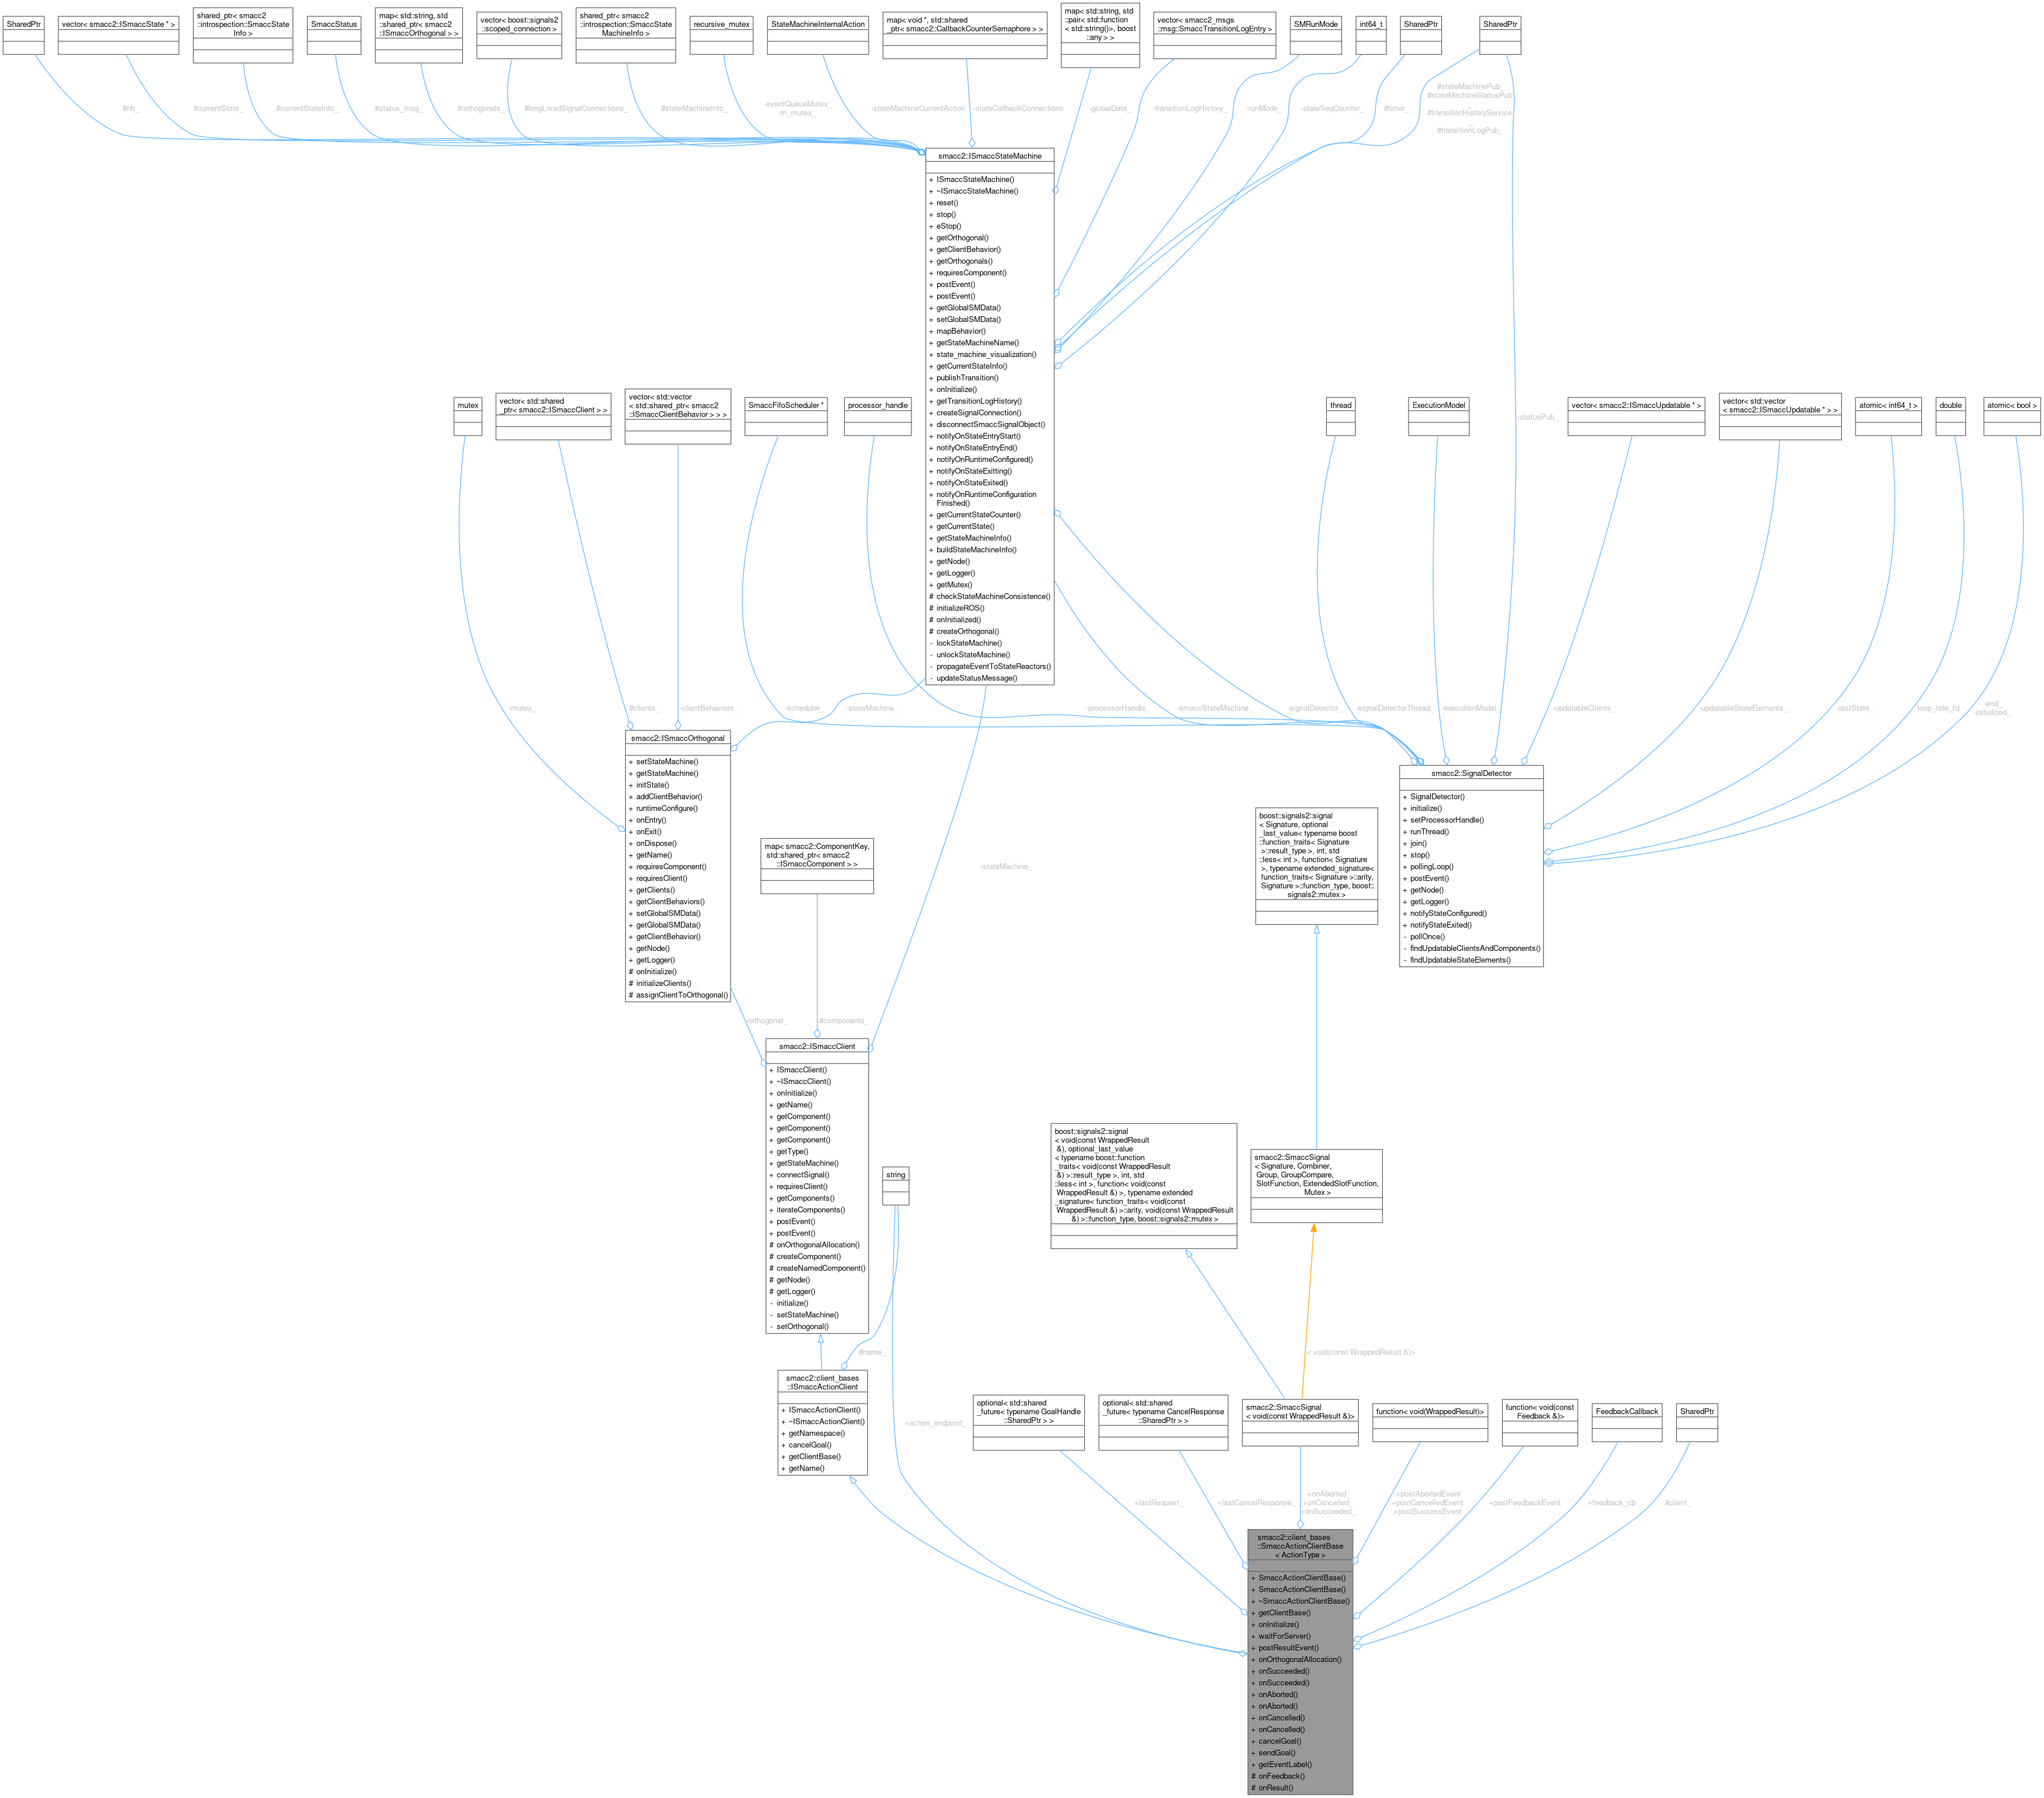 SharedPtr
vector< smacc2::ISmaccState * >
shared_ptr< smacc2
::introspection::SmaccState
Info >
SmaccStatus
map< std::string, std
::shared_ptr< smacc2
::ISmaccOrthogonal > >
vector< boost::signals2
::scoped_connection >
shared_ptr< smacc2
::introspection::SmaccState
MachineInfo >
recursive_mutex
StateMachineInternalAction
map< void *, std::shared
_ptr< smacc2::CallbackCounterSemaphore > >
map< std::string, std
::pair< std::function
< std::string()>, boost
::any > >
vector< smacc2_msgs
::msg::SmaccTransitionLogEntry >
SMRunMode
int64_t
SharedPtr
SharedPtr
#nh_
#currentState_
#currentStateInfo_
#status_msg_
#orthogonals_
#longLivedSignalConnections_
#stateMachineInfo_
-eventQueueMutex_
-m_mutex_
-stateMachineCurrentAction
-stateCallbackConnections
-globalData_
-transitionLogHistory_
-runMode_
-stateSeqCounter_
#timer_
#stateMachinePub_
#stateMachineStatusPub
_
#transitionHistoryService
_
#transitionLogPub_
smacc2::ISmaccStateMachine
+ ISmaccStateMachine()
+ ~ISmaccStateMachine()
+ reset()
+ stop()
+ eStop()
+ getOrthogonal()
+ getClientBehavior()
+ getOrthogonals()
+ requiresComponent()
+ postEvent()
+ postEvent()
+ getGlobalSMData()
+ setGlobalSMData()
+ mapBehavior()
+ getStateMachineName()
+ state_machine_visualization()
+ getCurrentStateInfo()
+ publishTransition()
+ onInitialize()
+ getTransitionLogHistory()
+ createSignalConnection()
+ disconnectSmaccSignalObject()
+ notifyOnStateEntryStart()
+ notifyOnStateEntryEnd()
+ notifyOnRuntimeConfigured()
+ notifyOnStateExitting()
+ notifyOnStateExited()
+ notifyOnRuntimeConfiguration
Finished()
+ getCurrentStateCounter()
+ getCurrentState()
+ getStateMachineInfo()
+ buildStateMachineInfo()
+ getNode()
+ getLogger()
+ getMutex()
# checkStateMachineConsistence()
# initializeROS()
# onInitialized()
# createOrthogonal()
- lockStateMachine()
- unlockStateMachine()
- propagateEventToStateReactors()
- updateStatusMessage()
mutex
vector< std::shared
_ptr< smacc2::ISmaccClient > >
vector< std::vector
< std::shared_ptr< smacc2
::ISmaccClientBehavior > > >
SmaccFifoScheduler *
processor_handle
thread
ExecutionModel
-statusPub_
vector< smacc2::ISmaccUpdatable * >
vector< std::vector
< smacc2::ISmaccUpdatable * > >
atomic< int64_t >
double
atomic< bool >
-mutex_
#clients_
-clientBehaviors_
-scheduler_
-stateMachine_
-processorHandle_
-smaccStateMachine_
-signalDetector_
-signalDetectorThread_
-executionModel_
-updatableClients_
-updatableStateElements_
-lastState_
-loop_rate_hz
-end_
-initialized_
smacc2::ISmaccOrthogonal
+ setStateMachine()
+ getStateMachine()
+ initState()
+ addClientBehavior()
+ runtimeConfigure()
+ onEntry()
+ onExit()
+ onDispose()
+ getName()
+ requiresComponent()
+ requiresClient()
+ getClients()
+ getClientBehaviors()
+ setGlobalSMData()
+ getGlobalSMData()
+ getClientBehavior()
+ getNode()
+ getLogger()
# onInitialize()
# initializeClients()
# assignClientToOrthogonal()
smacc2::SignalDetector
+ SignalDetector()
+ initialize()
+ setProcessorHandle()
+ runThread()
+ join()
+ stop()
+ pollingLoop()
+ postEvent()
+ getNode()
+ getLogger()
+ notifyStateConfigured()
+ notifyStateExited()
- pollOnce()
- findUpdatableClientsAndComponents()
- findUpdatableStateElements()
map< smacc2::ComponentKey,
std::shared_ptr< smacc2
::ISmaccComponent > >
-stateMachine_
boost::signals2::signal
< Signature, optional
_last_value< typename boost
::function_traits< Signature
>::result_type >, int, std
::less< int >, function< Signature
>, typename extended_signature<
function_traits< Signature >::arity,
Signature >::function_type, boost::
signals2::mutex >
-orthogonal_
#components_
smacc2::ISmaccClient
+ ISmaccClient()
+ ~ISmaccClient()
+ onInitialize()
+ getName()
+ getComponent()
+ getComponent()
+ getComponent()
+ getType()
+ getStateMachine()
+ connectSignal()
+ requiresClient()
+ getComponents()
+ iterateComponents()
+ postEvent()
+ postEvent()
# onOrthogonalAllocation()
# createComponent()
# createNamedComponent()
# getNode()
# getLogger()
- initialize()
- setStateMachine()
- setOrthogonal()
string
boost::signals2::signal
< void(const WrappedResult
&), optional_last_value
< typename boost::function
_traits< void(const WrappedResult
&) >::result_type >, int, std
::less< int >, function< void(const
WrappedResult &) >, typename extended
_signature< function_traits< void(const
WrappedResult &) >::arity, void(const WrappedResult
&) >::function_type, boost::signals2::mutex >
smacc2::SmaccSignal
< Signature, Combiner,
Group, GroupCompare,
SlotFunction, ExtendedSlotFunction,
Mutex >
#name_
< void(const WrappedResult &)>
smacc2::client_bases
::ISmaccActionClient
+ ISmaccActionClient()
+ ~ISmaccActionClient()
+ getNamespace()
+ cancelGoal()
+ getClientBase()
+ getName()
+action_endpoint_
optional< std::shared
_future< typename GoalHandle
::SharedPtr > >
optional< std::shared
_future< typename CancelResponse
::SharedPtr > >
smacc2::SmaccSignal
< void(const WrappedResult &)>
function< void(WrappedResult)>
function< void(const
Feedback &)>
FeedbackCallback
SharedPtr
+lastRequest_
+lastCancelResponse_
+onAborted_
+onCancelled_
+onSucceeded_
+postAbortedEvent
+postCancelledEvent
+postSuccessEvent
+postFeedbackEvent
+feedback_cb
#client_
smacc2::client_bases
::SmaccActionClientBase
< ActionType >
+ SmaccActionClientBase()
+ SmaccActionClientBase()
+ ~SmaccActionClientBase()
+ getClientBase()
+ onInitialize()
+ waitForServer()
+ postResultEvent()
+ onOrthogonalAllocation()
+ onSucceeded()
+ onSucceeded()
+ onAborted()
+ onAborted()
+ onCancelled()
+ onCancelled()
+ cancelGoal()
+ sendGoal()
+ getEventLabel()
# onFeedback()
# onResult()